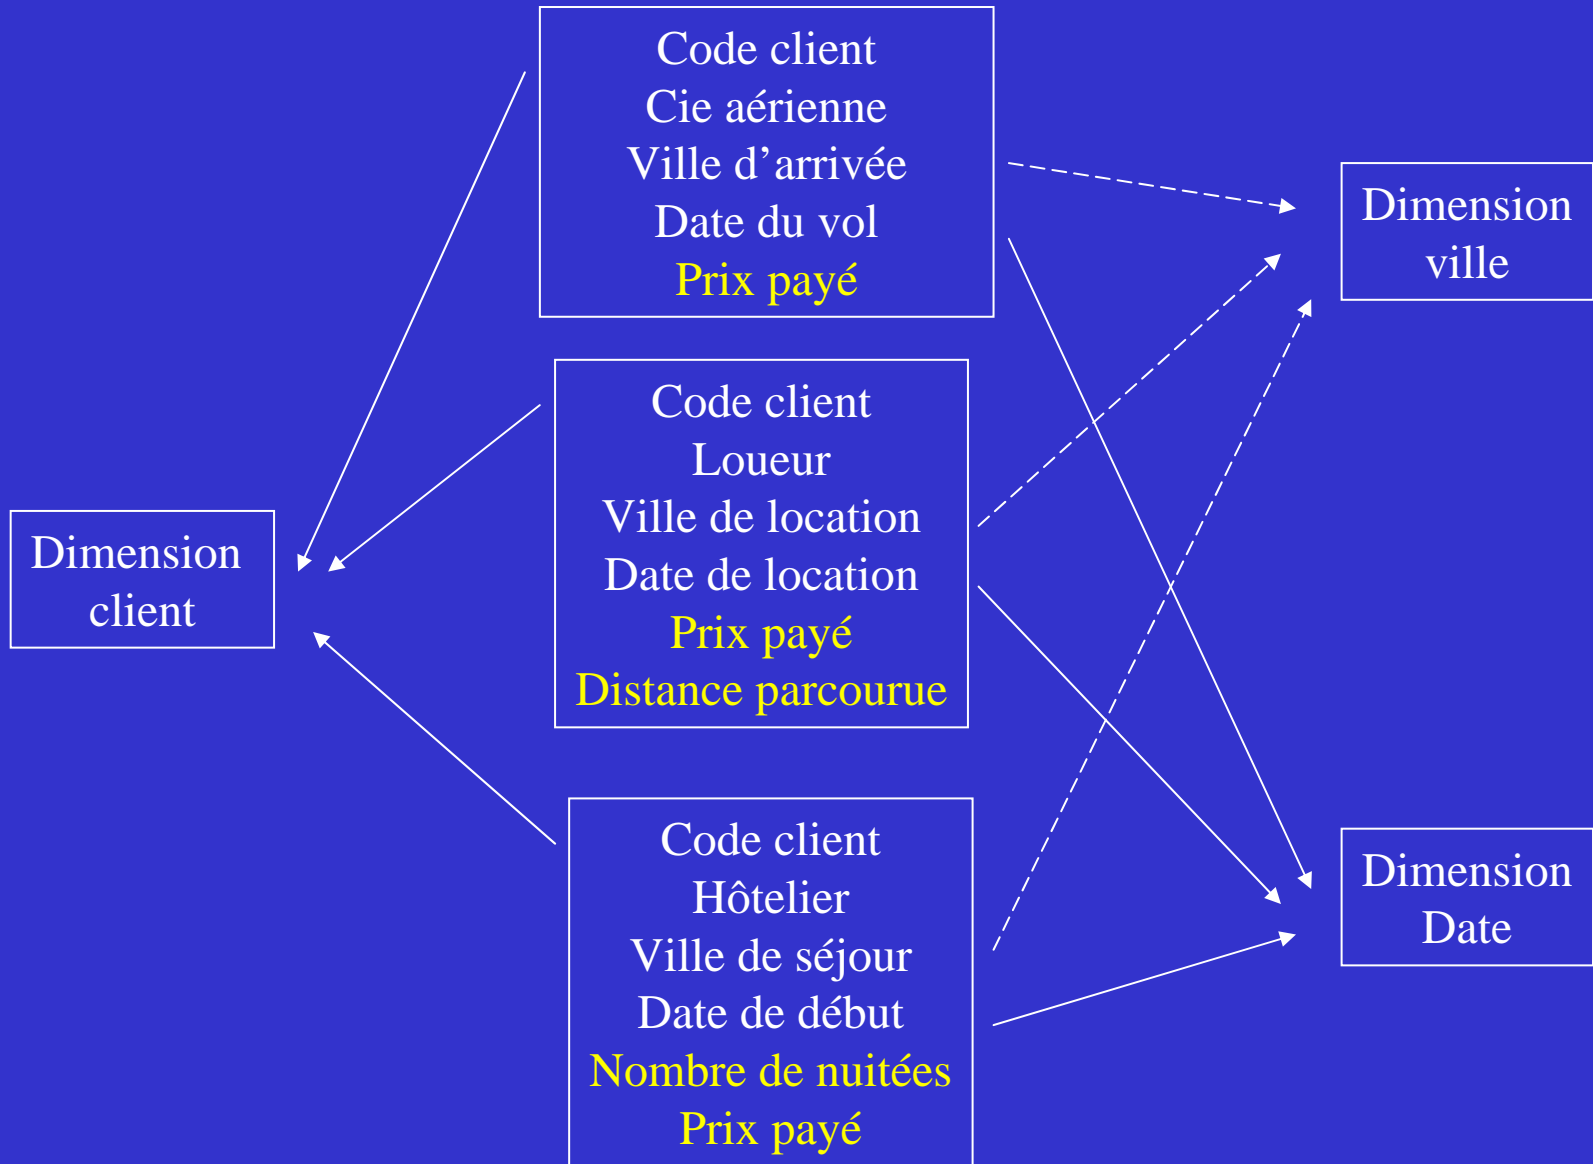 Code client
Cie aérienne
Ville d’arrivée
Date du vol
Prix payé
Dimension
ville
Code client
Loueur
Ville de location
Date de location
Prix payé
Distance parcourue
Dimension
client
Code client
Hôtelier
Ville de séjour
Date de début
Nombre de nuitées
Prix payé
Dimension
Date